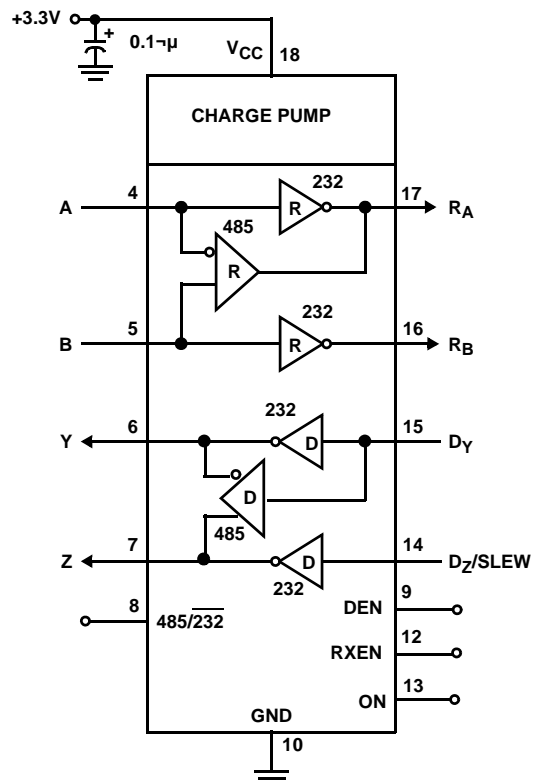 +3.3V
+ 0.1¬µ
VCC 18
CHARGE PUMP
232
A 4 R 17 RA
485
R
232
B 5 R 16 RB
232
Y 6 D 15 DY
D
485
Z 7 D 14 DZ/SLEW
232
8 485/232
DEN 9
RXEN 12
ON 13
GND
10